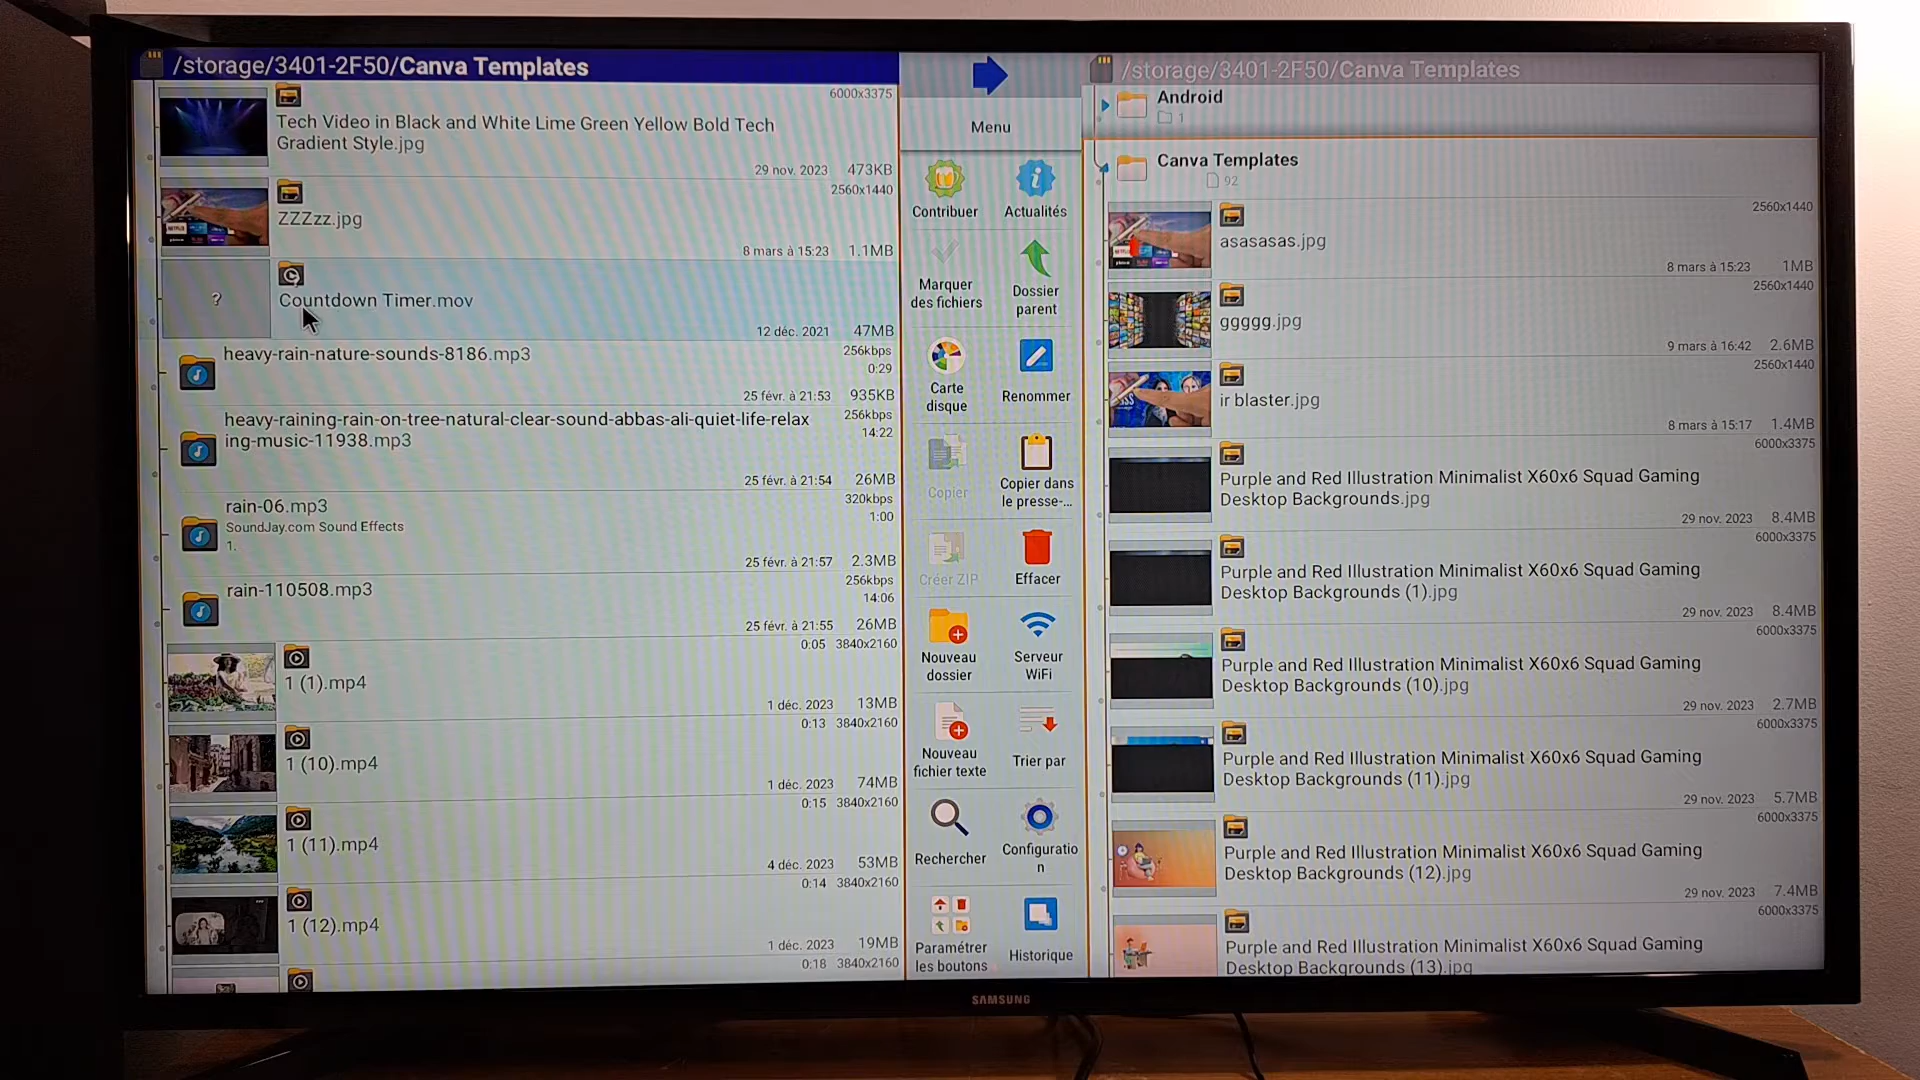 /storage/3401-2F50/Canva Templates
6000x3375
Tech Video in Black and White Lime Green Yellow Bold Tech
Gradient Style.jpg
29 nov. 2023 473KB
2560x1440
ZZZzz.jpg
8 mars à 15:23 1.1MB
?
Countdown Timer.mov
12 déc. 2021 47MB
heavy-rain-nature-sounds-8186.mp3
256kbps
0:29
25 févr. à 21:53 935KB
heavy-raining-rain-on-tree-natural-clear-sound-abbas-ali-quiet-life-relax
ing-music-11938.mp3
256kbps
14:22
25 févr. à 21:54 26MB
rain-06.mp3
SoundJay.com Sound Effects
1.
320kbps
1:00
25 févr. à 21:57 2.3MB
rain-110508.mp3
256kbps
14:06
25 févr. à 21:55 26MB
0:05 3840x2160
1 (1).mp4
1 déc. 2023 13MB
0:13 3840x2160
1 (10).mp4
1 déc. 2023 74MB
0:15 3840x2160
1 (11).mp4
4 déc. 2023 53MB
0:14 3840x2160
1 (12).mp4
1 déc. 2023 19MB
0:18 3840x2160
Menu
Contribuer
Actualités
Marquer
des fichiers
Dossier
parent
Carte
disque
Renommer
Copier
Copier dans
le presse-...
Créer ZIP
Effacer
Nouveau
dossier
Serveur
WiFi
Nouveau
fichier texte
Trier par
Rechercher
Configuratio
n
Paramétrer
les boutons
Historique
/storage/3401-2F50/Canva Templates
Android
1
Canva Templates
92
2560x1440
asasasas.jpg
8 mars à 15:23 1MB
2560x1440
ggggg.jpg
9 mars à 16:42 2.6MB
2560x1440
ir blaster.jpg
8 mars à 15:17 1.4MB
6000x3375
Purple and Red Illustration Minimalist X60x6 Squad Gaming
Desktop Backgrounds.jpg
29 nov. 2023 8.4MB
6000x3375
Purple and Red Illustration Minimalist X60x6 Squad Gaming
Desktop Backgrounds (1).jpg
29 nov. 2023 8.4MB
6000x3375
Purple and Red Illustration Minimalist X60x6 Squad Gaming
Desktop Backgrounds (10).jpg
29 nov. 2023 2.7MB
6000x3375
Purple and Red Illustration Minimalist X60x6 Squad Gaming
Desktop Backgrounds (11).jpg
29 nov. 2023 5.7MB
6000x3375
Purple and Red Illustration Minimalist X60x6 Squad Gaming
Desktop Backgrounds (12).jpg
29 nov. 2023 7.4MB
6000x3375
Purple and Red Illustration Minimalist X60x6 Squad Gaming
Desktop Backgrounds (13).jpg
SAMSUNG